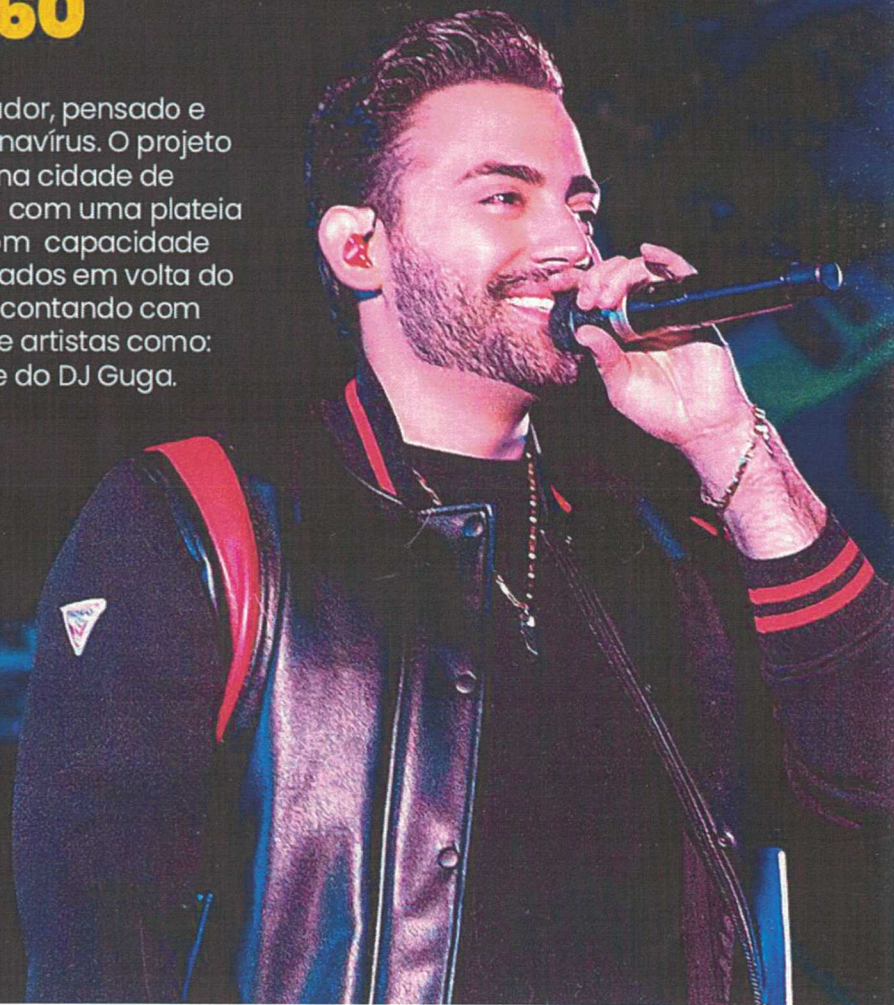 60
ador, pensado e
navírus. O projeto
na cidade de
com uma plateia
om capacidade
ados em volta do
contando com
e artistas como:
e do DJ Guga.